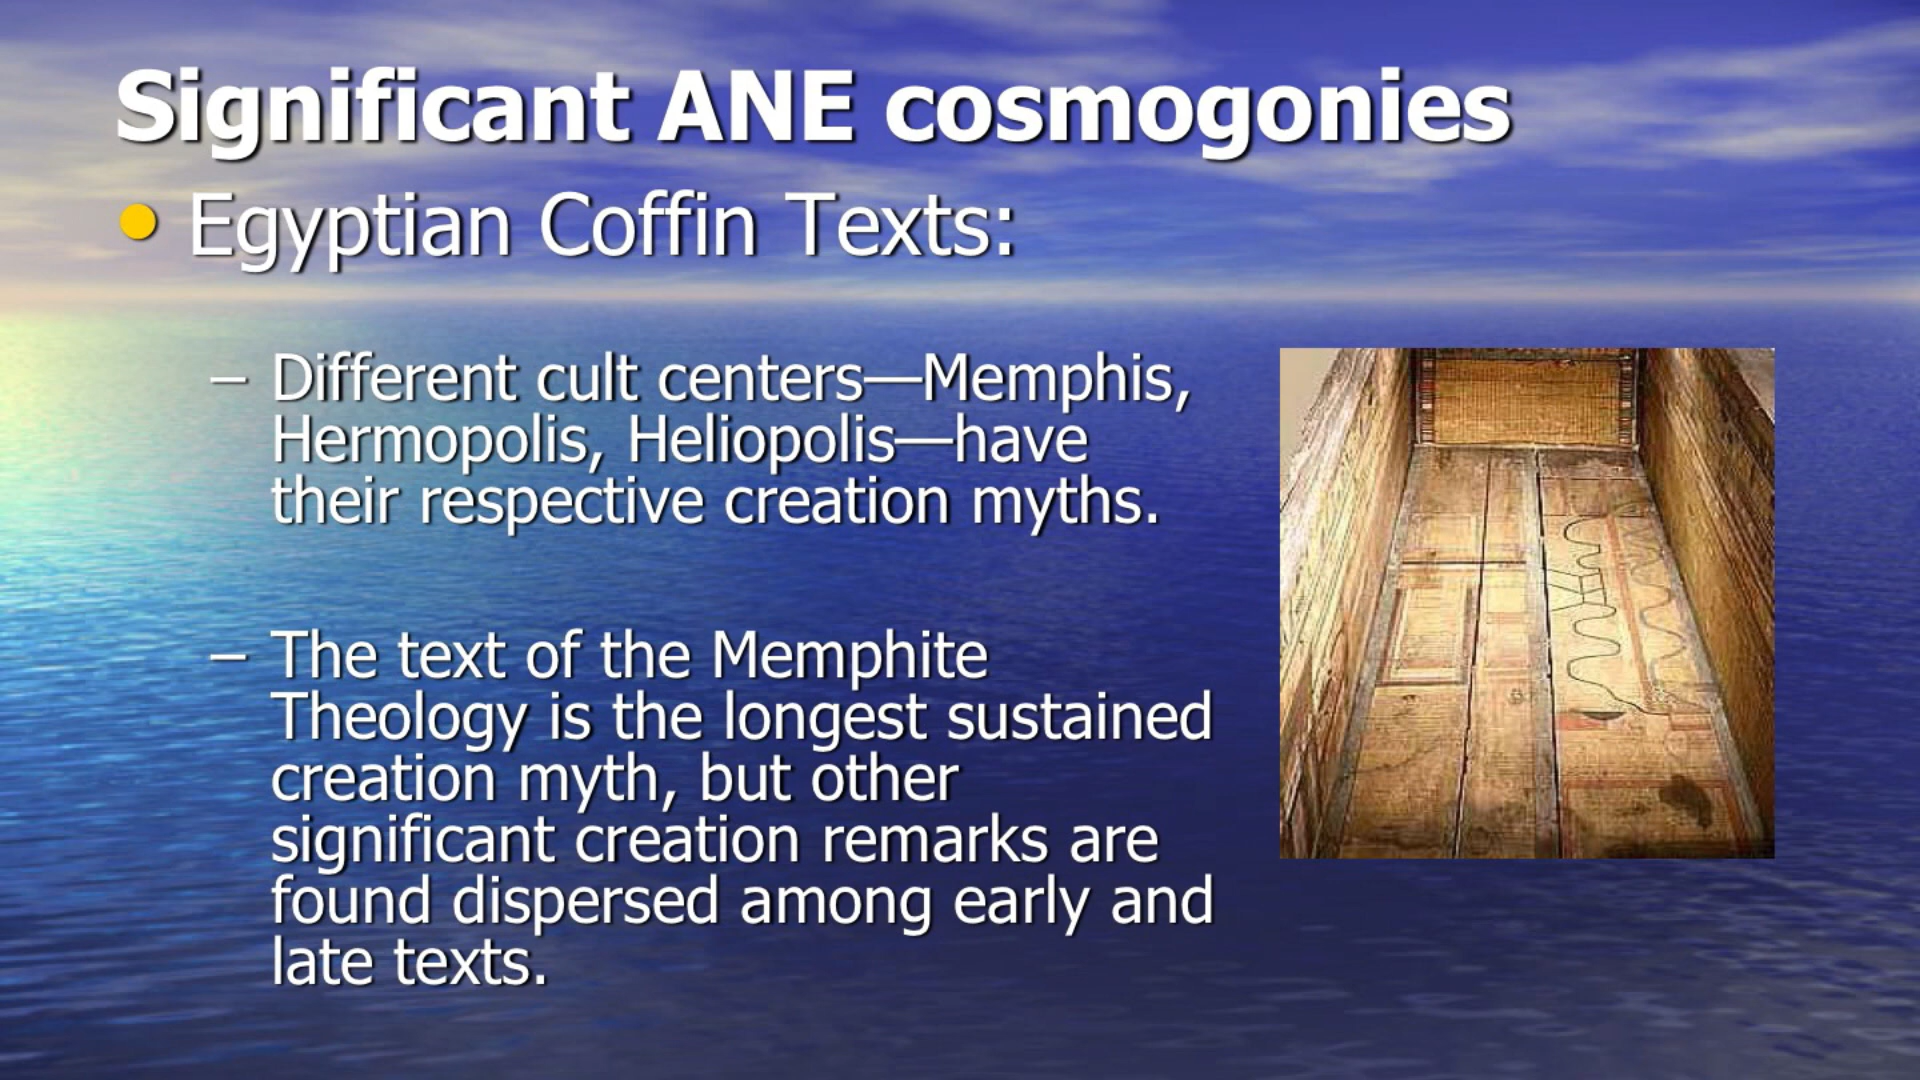 Significant ANE cosmogonies
• Egyptian Coffin Texts:
– Different cult centers—Memphis,
Hermopolis, Heliopolis—have
their respective creation myths.
– The text of the Memphite
Theology is the longest sustained
creation myth, but other
significant creation remarks are
found dispersed among early and
late texts.